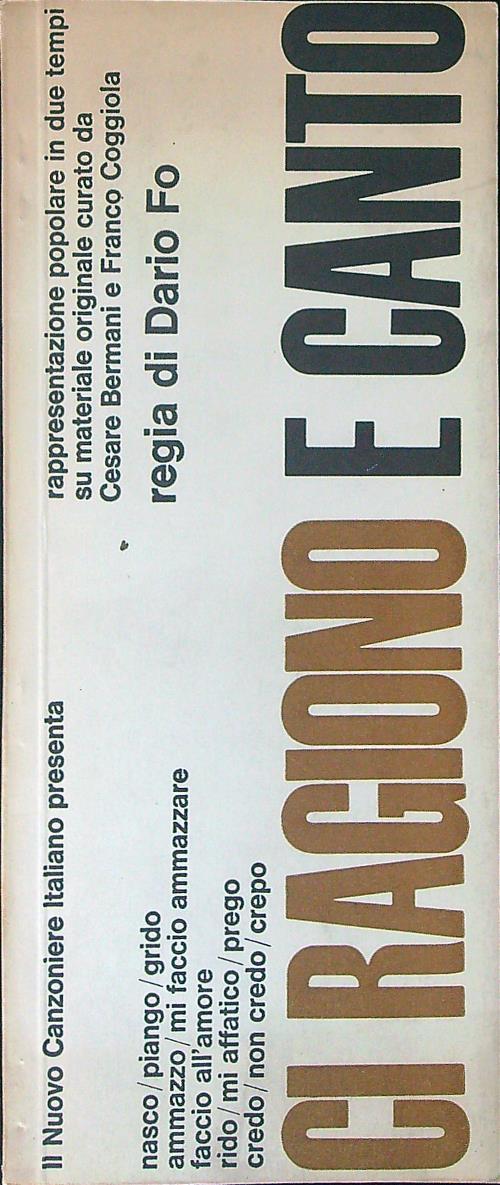 Il Nuovo Canzoniere Italiano presenta
rappresentazione popolare in due tempi
su materiale originale curato da
Cesare Bermani e Franco Coggiola
regia di Dario Fo
nasco/piango/grido
ammazzo/mi faccio ammazzare
faccio all'amore
rido/mi affatico/prego
credo/non credo/crepo
CI RAGIONO E CANTO